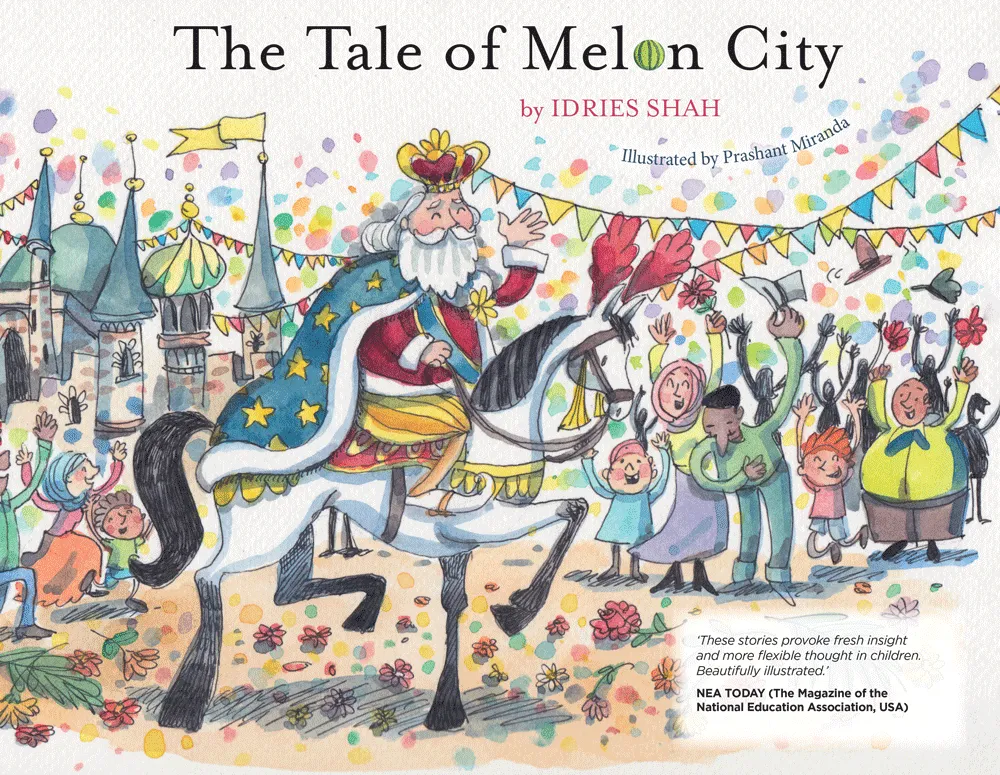 The Tale of Melon City
by IDRIES SHAH
Illustrated by Prashant Miranda
‘These stories provoke fresh insight
and more flexible thought in children.
Beautifully illustrated.’
NEA TODAY (The Magazine of the
National Education Association, USA)